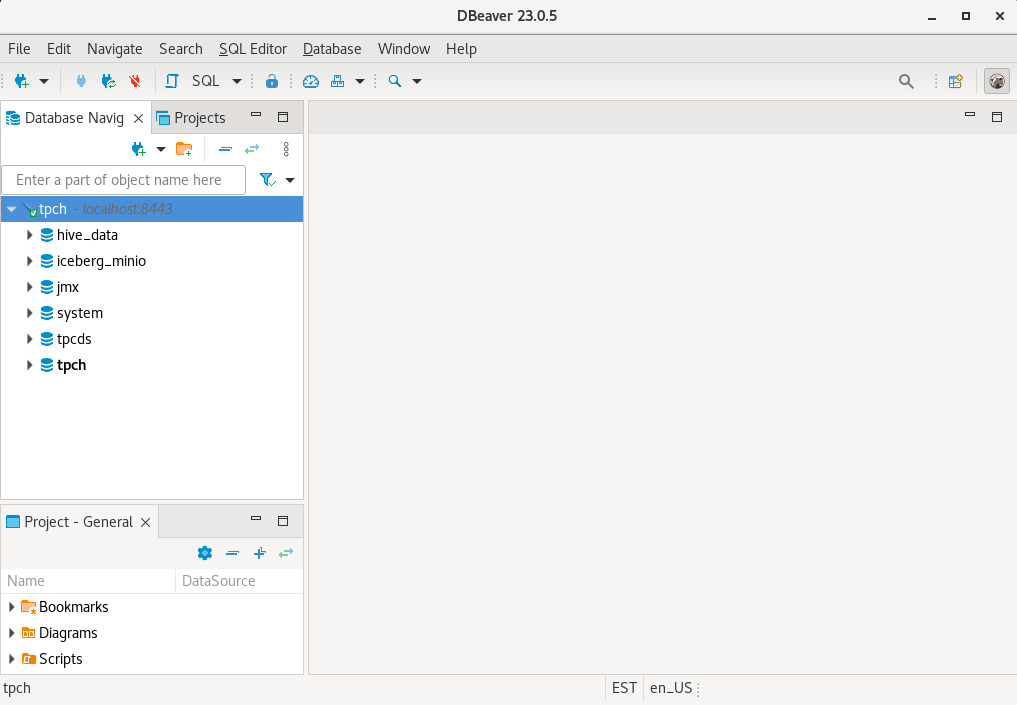 DBeaver 23.0.5
File Edit Navigate Search SQL Editor Database Window Help
SQL
Database Navig
Projects
Enter a part of object name here
tpch - localhost:8443
hive_data
iceberg_minio
jmx
system
tpcds
tpch
Project - General
Name DataSource
Bookmarks
Diagrams
Scripts
tpch EST en_US